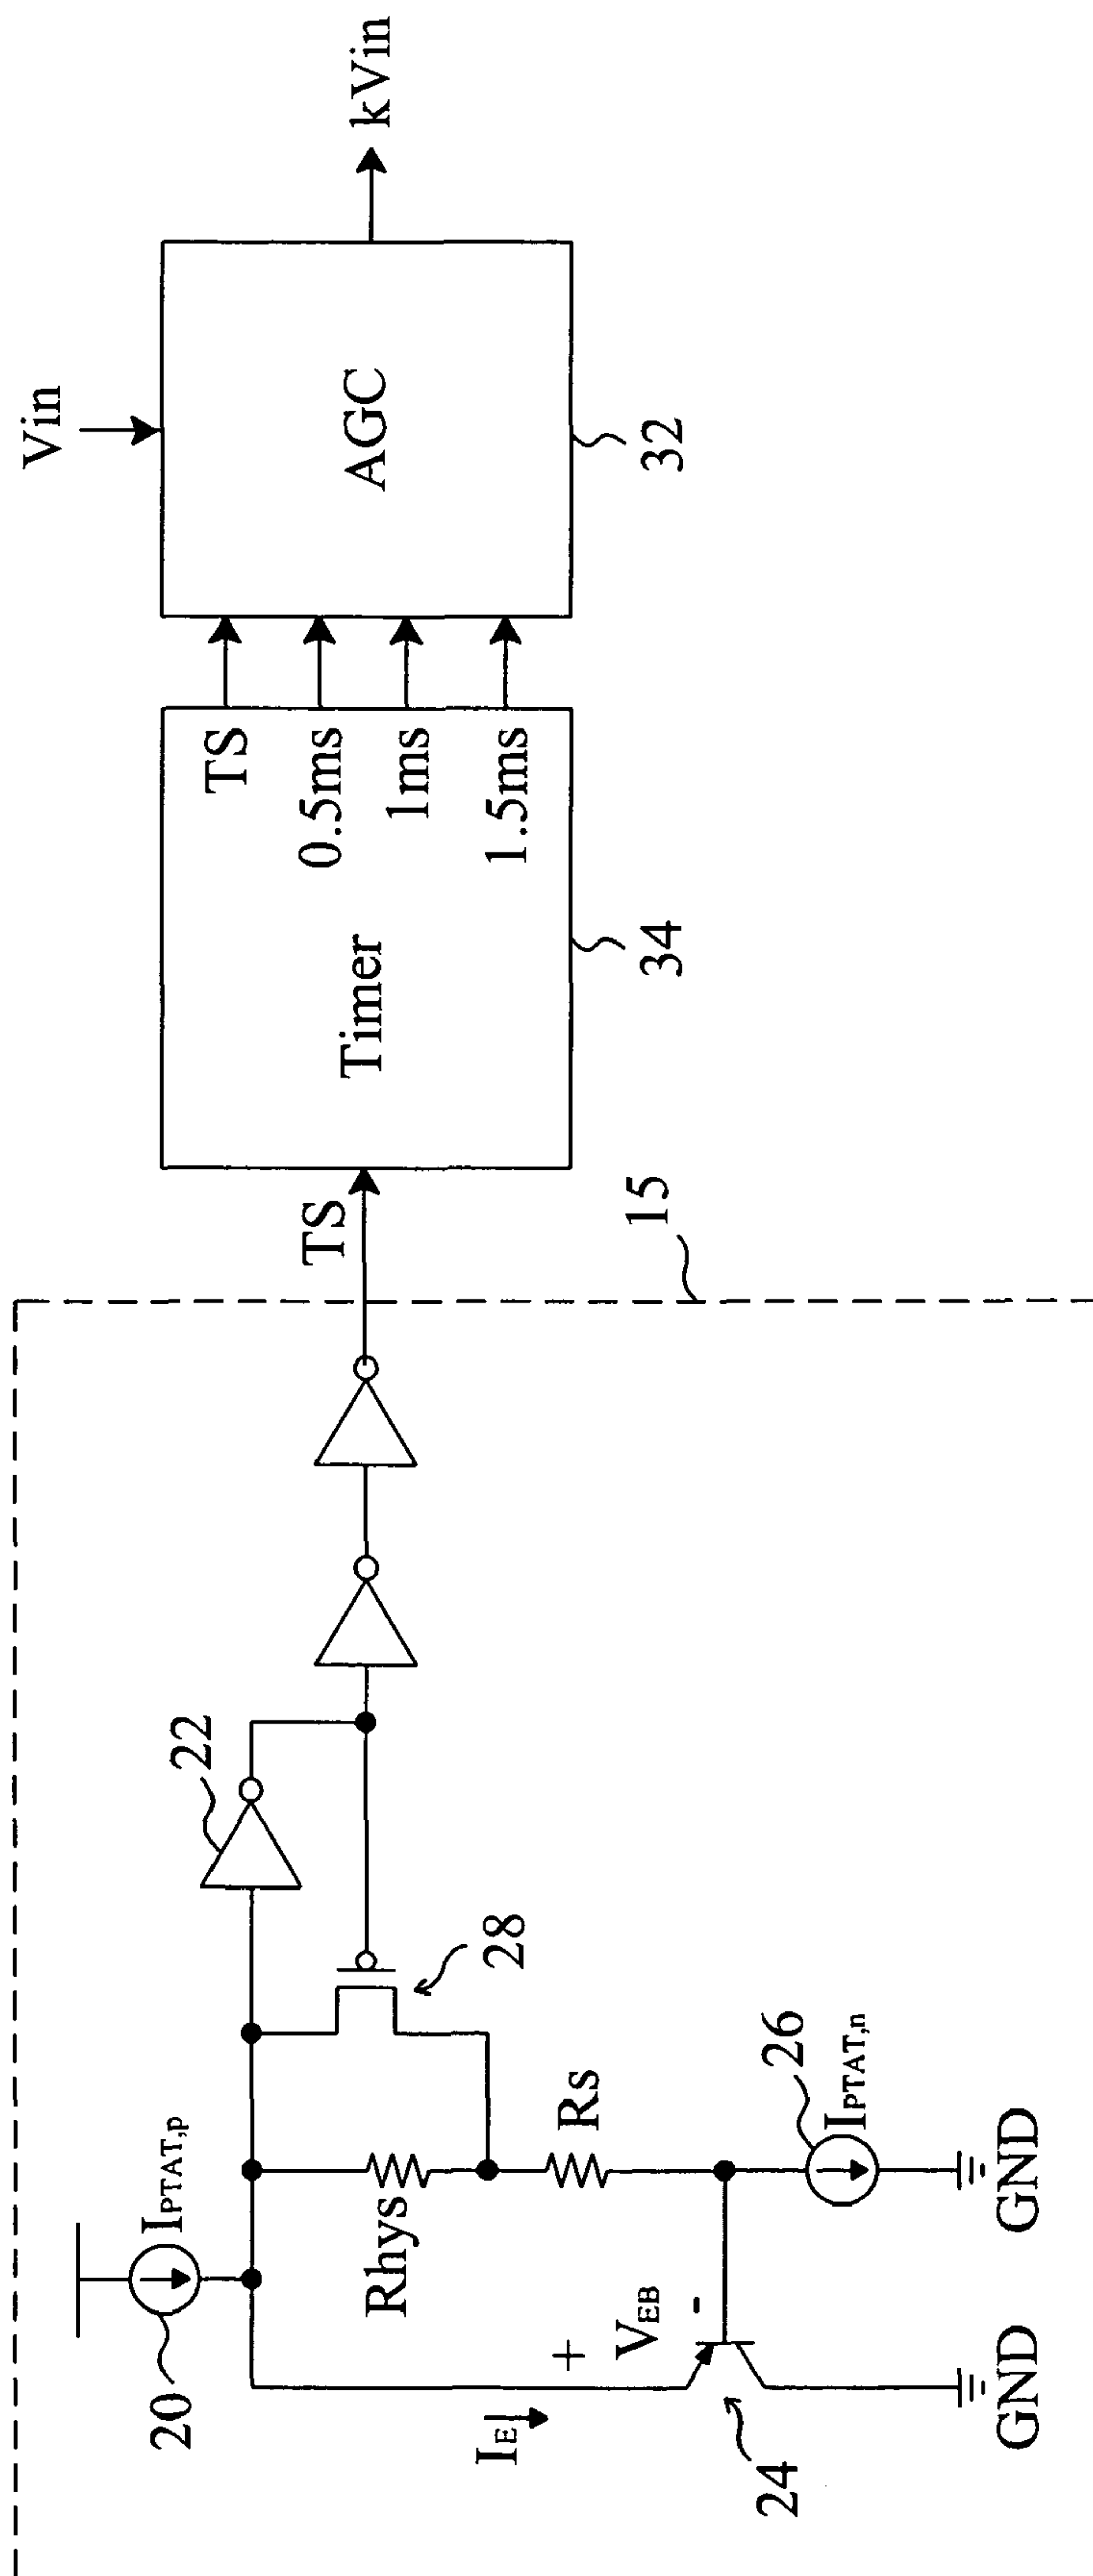 20
IPTAT,p
22
Rhys
28
IE
+
VEB
-
Rs
24
26
IPTAT,n
GND
GND
15
TS
Timer
TS
0.5ms
1ms
1.5ms
34
Vin
AGC
32
kVin